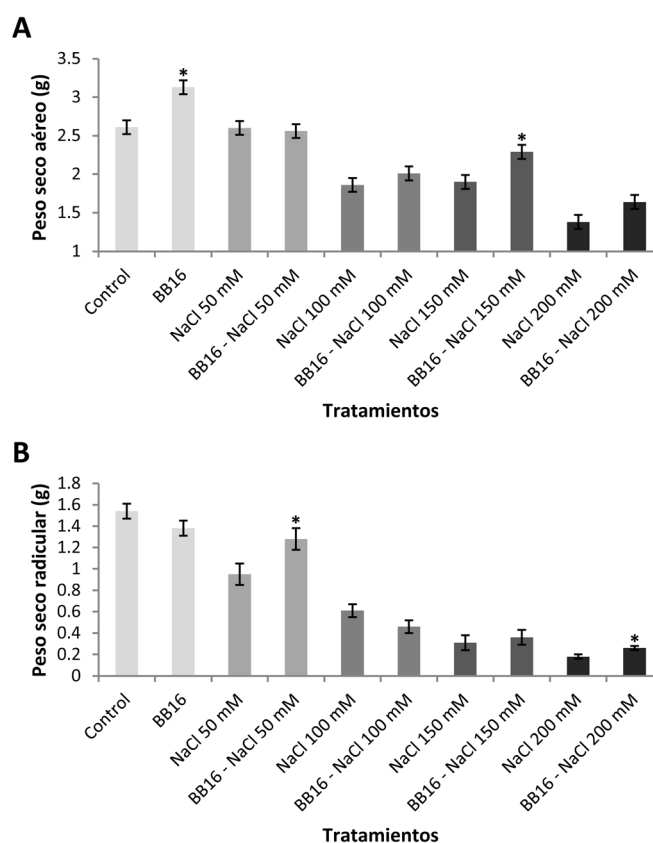 A
Peso seco aéreo (g)
3.5
3
2.5
2
1.5
1
*
*
Control
BB16
NaCl 50 mM
BB16 - NaCl 50 mM
NaCl 100 mM
BB16 - NaCl 100 mM
NaCl 150 mM
BB16 - NaCl 150 mM
NaCl 200 mM
BB16 - NaCl 200 mM
Tratamientos
B
Peso seco radicular (g)
1.8
1.6
1.4
1.2
1
0.8
0.6
0.4
0.2
0
*
*
Control
BB16
NaCl 50 mM
BB16 - NaCl 50 mM
NaCl 100 mM
BB16 - NaCl 100 mM
NaCl 150 mM
BB16 - NaCl 150 mM
NaCl 200 mM
BB16 - NaCl 200 mM
Tratamientos